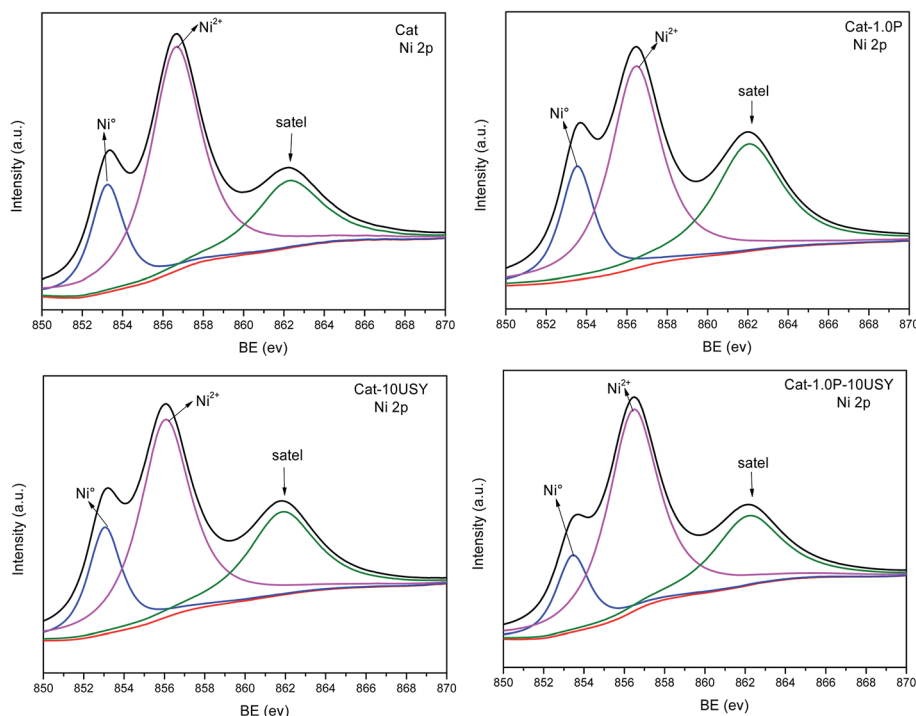 Cat
Ni 2p
Ni²⁺
Ni°
satel
Intensity (a.u.)
850 852 854 856 858 860 862 864 866 868 870
BE (ev)
Cat-1.0P
Ni 2p
Ni²⁺
Ni°
satel
Intensity (a.u.)
850 852 854 856 858 860 862 864 866 868 870
BE (ev)
Cat-10USY
Ni 2p
Ni²⁺
Ni°
satel
Intensity (a.u.)
850 852 854 856 858 860 862 864 866 868 870
BE (ev)
Cat-1.0P-10USY
Ni 2p
Ni²⁺
Ni°
satel
Intensity (a.u.)
850 852 854 856 858 860 862 864 866 868 870
BE (ev)